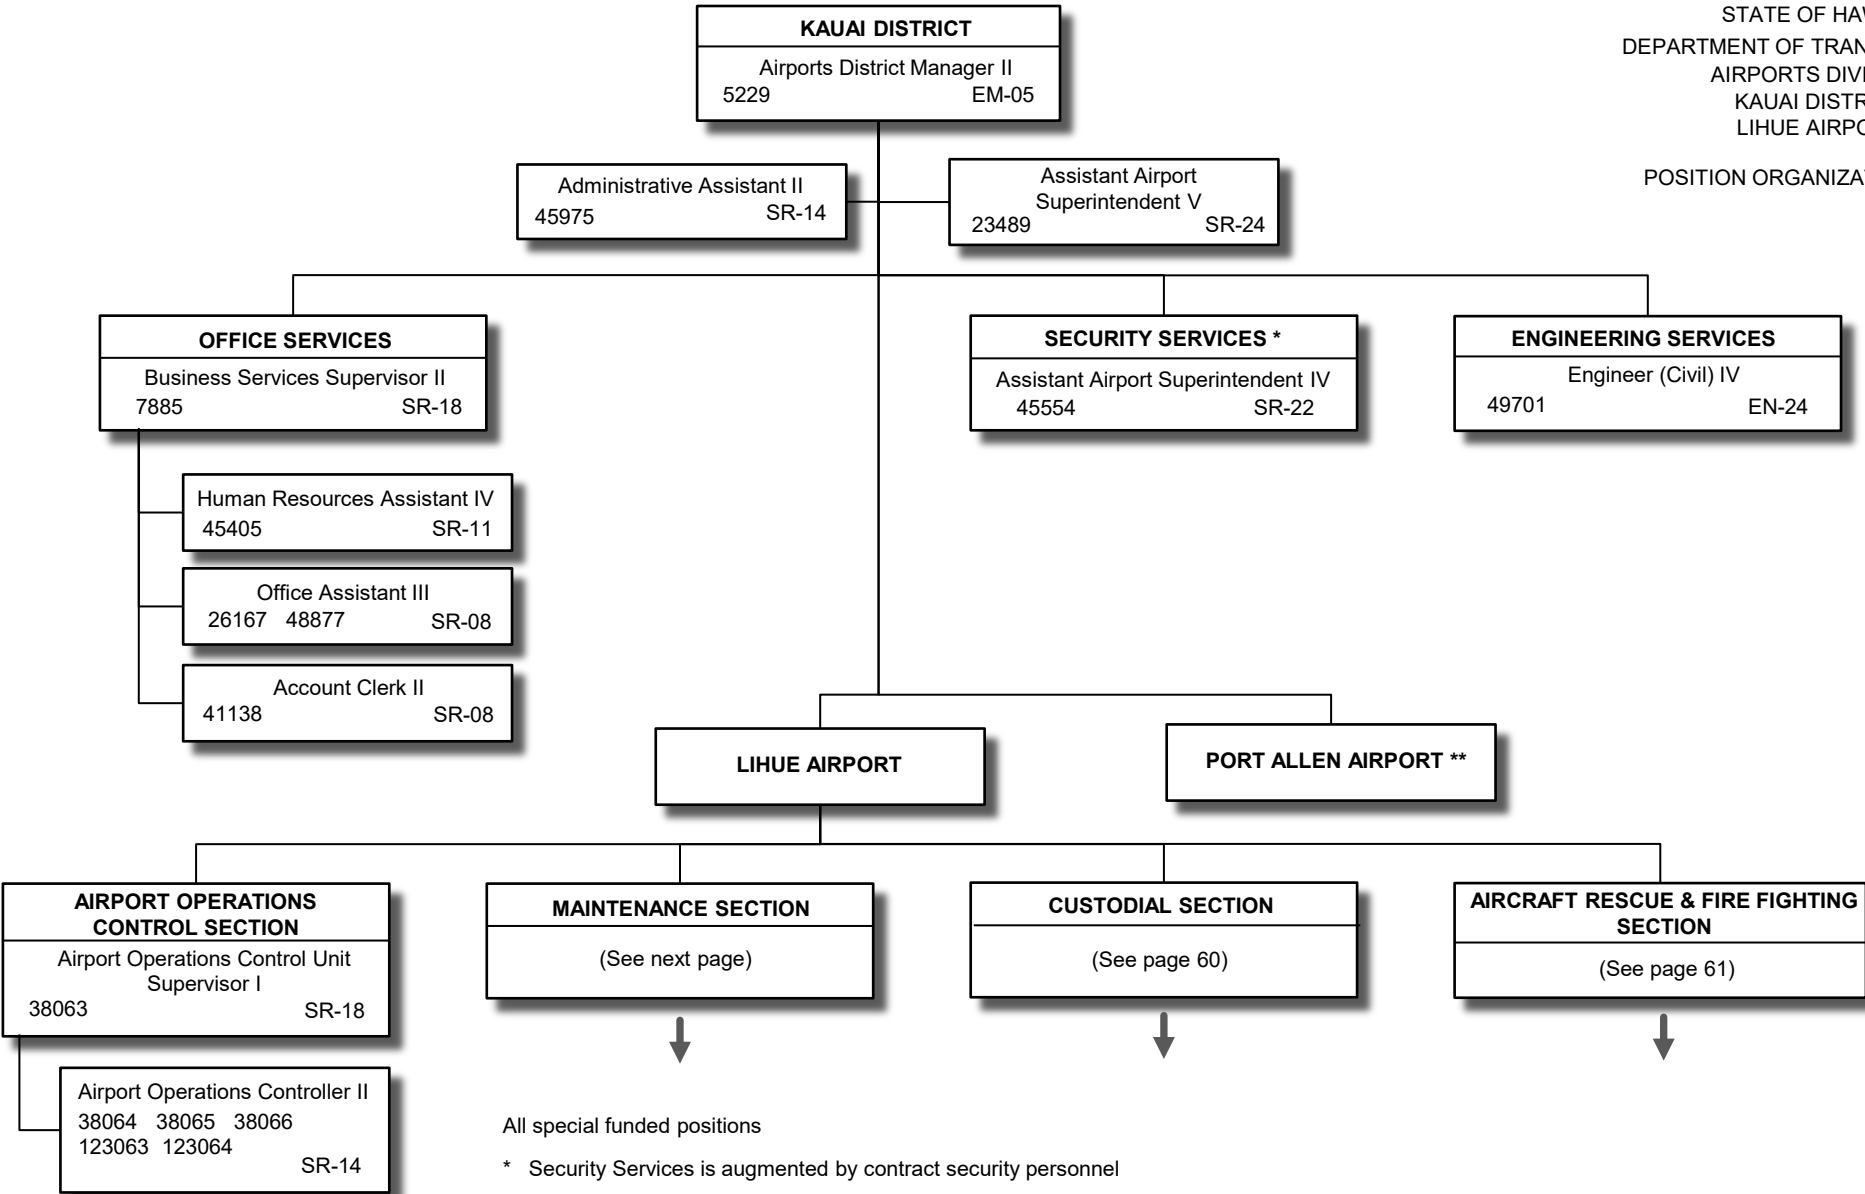 STATE OF
DEPARTMENT OF
AIRPORTS
KAUAI
LIHUE
POSITION
KAUAI DISTRICT
Airports District Manager II
5229 EM-05
Administrative Assistant II
45975 SR-14
Assistant Airport
Superintendent V
23489 SR-24
OFFICE SERVICES
Business Services Supervisor II
7885 SR-18
SECURITY SERVICES *
Assistant Airport Superintendent IV
45554 SR-22
ENGINEERING SERVICES
Engineer (Civil) IV
49701 EN-24
Human Resources Assistant IV
45405 SR-11
Office Assistant III
26167 48877 SR-08
Account Clerk II
41138 SR-08
LIHUE AIRPORT
PORT ALLEN AIRPORT **
AIRPORT OPERATIONS
CONTROL SECTION
Airport Operations Control Unit
Supervisor I
38063 SR-18
MAINTENANCE SECTION
(See next page)
CUSTODIAL SECTION
(See page 60)
AIRCRAFT RESCUE & FIRE FIGHTING
SECTION
(See page 61)
Airport Operations Controller II
38064 38065 38066
123063 123064
SR-14
All special funded positions
* Security Services is augmented by contract security personnel